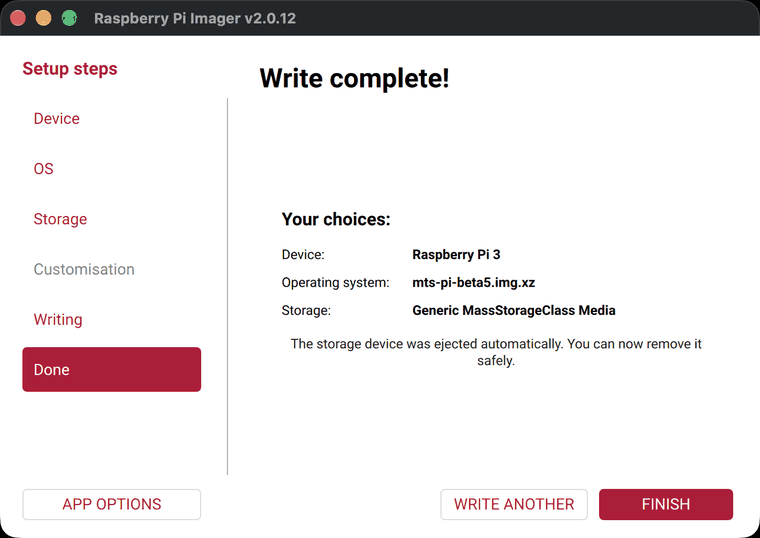 Raspberry Pi Imager v2.0.12
Setup steps
Device
OS
Storage
Customisation
Writing
Done
APP OPTIONS
Write complete!
Your choices:
Device: Raspberry Pi 3
Operating system: mts-pi-beta5.img.xz
Storage: Generic MassStorageClass Media
The storage device was ejected automatically. You can now remove it
safely.
WRITE ANOTHER
FINISH